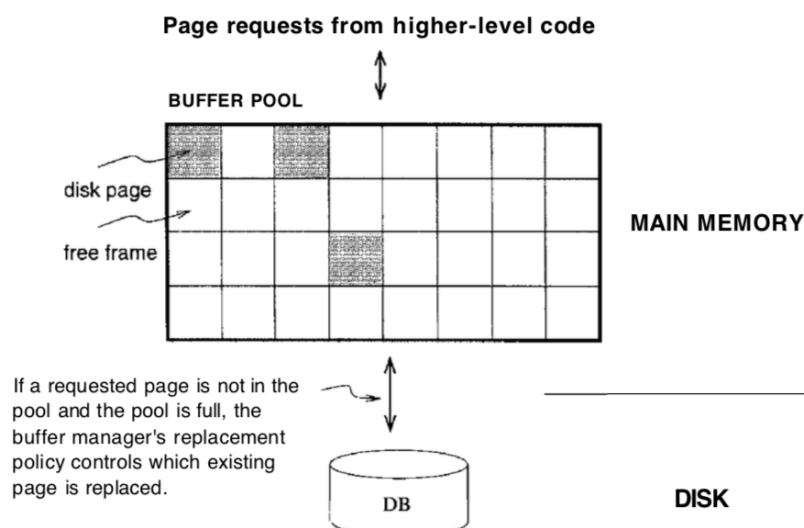 Page requests from higher-level code
BUFFER POOL
disk page
free frame
MAIN MEMORY
If a requested page is not in the
pool and the pool is full, the
buffer manager's replacement
policy controls which existing
page is replaced.
DB
DISK